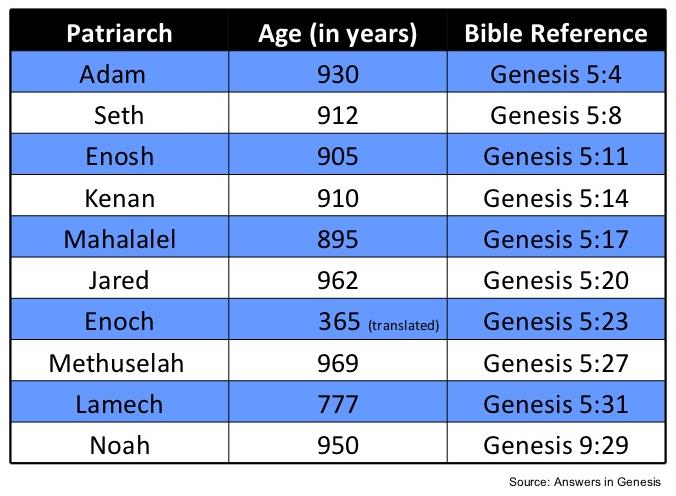 Patriarch Age (in years) Bible Reference
Adam 930 Genesis 5:4
Seth 912 Genesis 5:8
Enosh 905 Genesis 5:11
Kenan 910 Genesis 5:14
Mahalalel 895 Genesis 5:17
Jared 962 Genesis 5:20
Enoch 365 (translated) Genesis 5:23
Methuselah 969 Genesis 5:27
Lamech 777 Genesis 5:31
Noah 950 Genesis 9:29
Source: Answers in Genesis